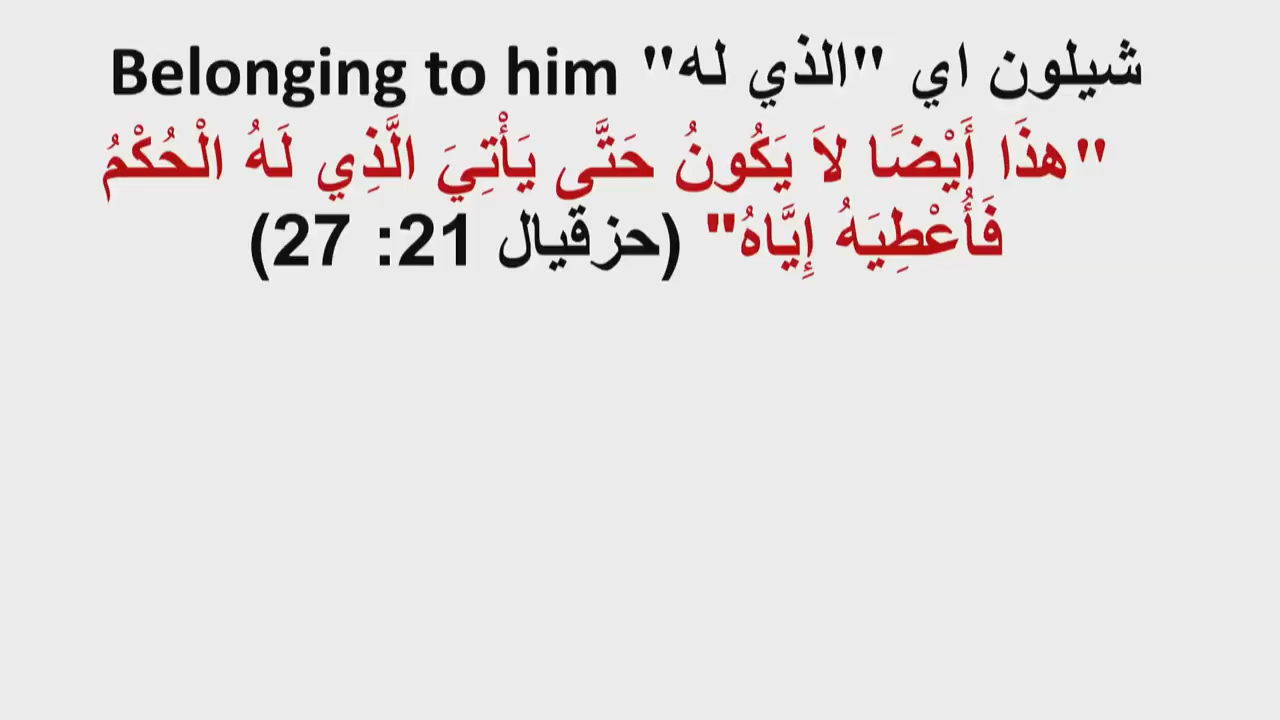 شيلون اي "الذي له" Belonging to him
"هذَا أَيْضًا لاَ يَكُونُ حَتَّى يَأْتِيَ الَّذِي لَهُ الْحُكْمُ
فَأُعْطِيَهُ إِيَّاهُ" (حزقيال 21: 27)